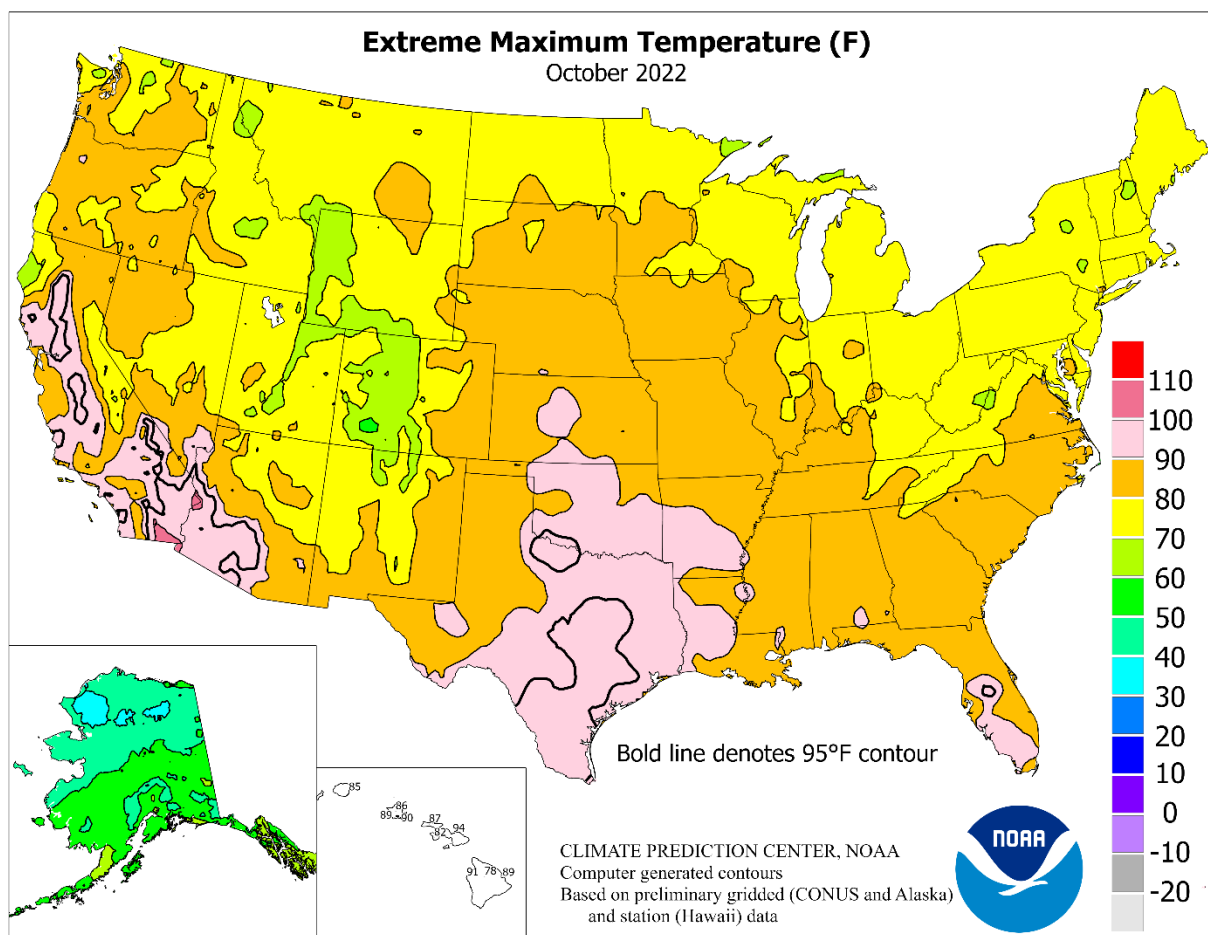 Extreme Maximum Temperature (F)
October 2022
110
100
90
80
70
60
50
40
30
20
10
0
-10
-20
Bold line denotes 95°F contour
85
86
89 90
87
82 94
91 78 89
CLIMATE PREDICTION CENTER, NOAA
Computer generated contours
Based on preliminary gridded (CONUS and Alaska)
and station (Hawaii) data
NOAA